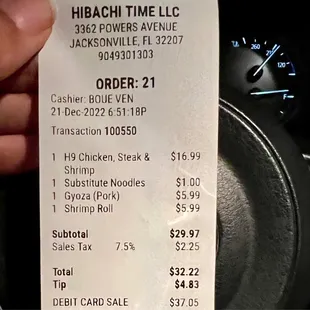 HIBACHI TIME LLC
3362 POWERS AVENUE
JACKSONVILLE, FL 32207
9049301303
ORDER: 21
Cashier: BOUE VEN
21-Dec-2022 6:51:18P
Transaction 100550
1 H9 Chicken, Steak & $16.99
Shrimp
1 Substitute Noodles $1.00
1 Gyoza (Pork) $5.99
1 Shrimp Roll $5.99
Subtotal $29.97
Sales Tax 7.5% $2.25
Total $32.22
Tip $4.83
DEBIT CARD SALE $37.05
260
120
F